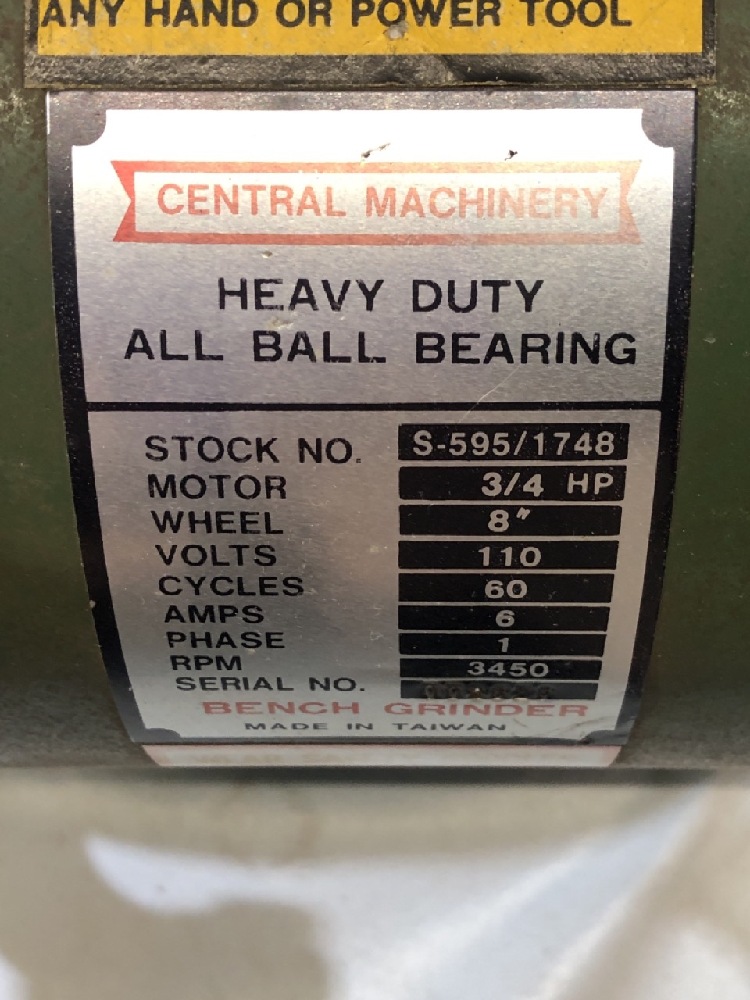 ANY HAND OR POWER TOOL
CENTRAL MACHINERY
HEAVY DUTY
ALL BALL BEARING
STOCK NO. S-595/1748
MOTOR 3/4 HP
WHEEL 8"
VOLTS 110
CYCLES 60
AMPS 6
PHASE 1
RPM 3450
SERIAL NO.
BENCH GRINDER
MADE IN TAIWAN